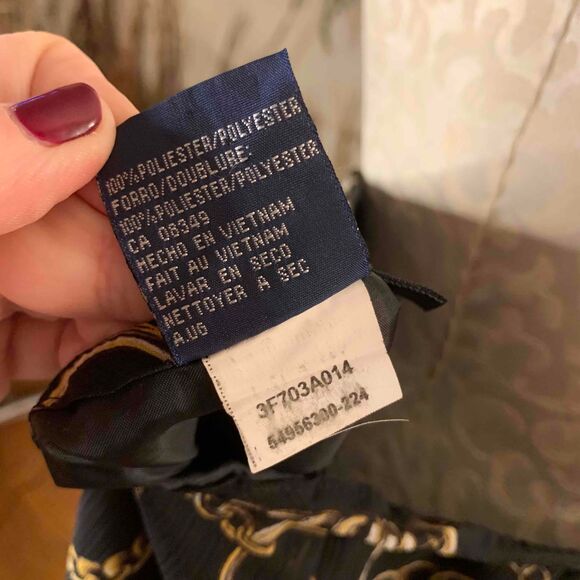 100%POLIESTER/POLYESTER
FORRO/DOUBLURE:
100%POLIESTER/POLYESTER
CA 08949
HECHO EN VIETNAM
FAIT AU VIETNAM
LAVAR EN SECO
NETTOYER A SEC
A.UG
3F703A014
54956300-224